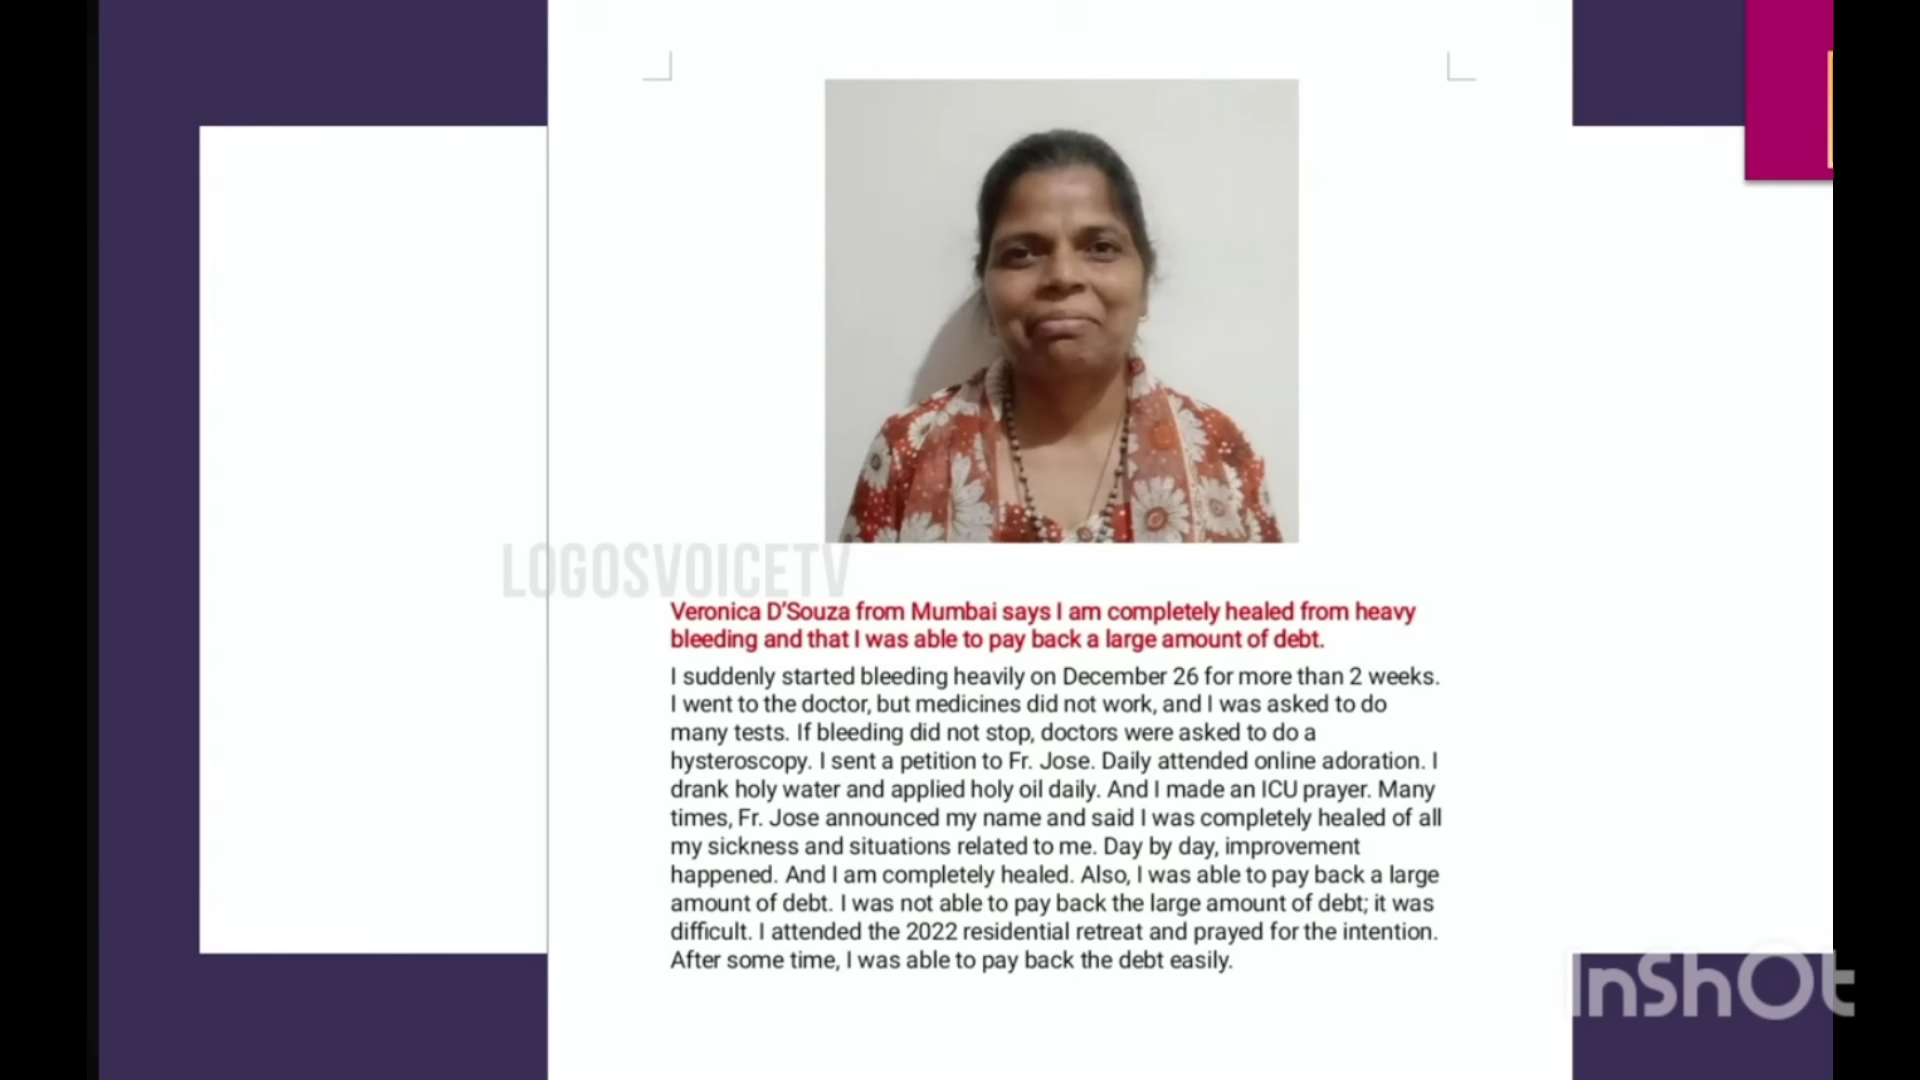 LOGOSVOICETV
Veronica D'Souza from Mumbai says I am completely healed from heavy
bleeding and that I was able to pay back a large amount of debt.
I suddenly started bleeding heavily on December 26 for more than 2 weeks.
I went to the doctor, but medicines did not work, and I was asked to do
many tests. If bleeding did not stop, doctors were asked to do a
hysteroscopy. I sent a petition to Fr. Jose. Daily attended online adoration. I
drank holy water and applied holy oil daily. And I made an ICU prayer. Many
times, Fr. Jose announced my name and said I was completely healed of all
my sickness and situations related to me. Day by day, improvement
happened. And I am completely healed. Also, I was able to pay back a large
amount of debt. I was not able to pay back the large amount of debt; it was
difficult. I attended the 2022 residential retreat and prayed for the intention.
After some time, I was able to pay back the debt easily.
InShOt